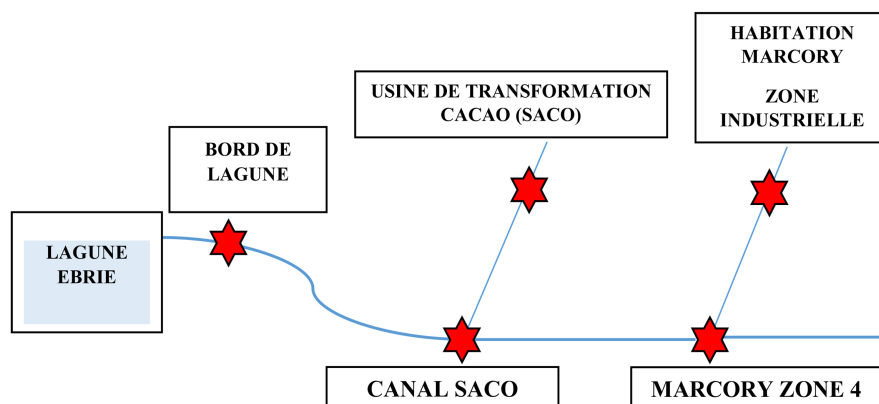 HABITATION
MARCORY
ZONE
INDUSTRIELLE
USINE DE TRANSFORMATION
CACAO (SACO)
BORD DE
LAGUNE
LAGUNE
EBRIE
CANAL SACO
MARCORY ZONE 4